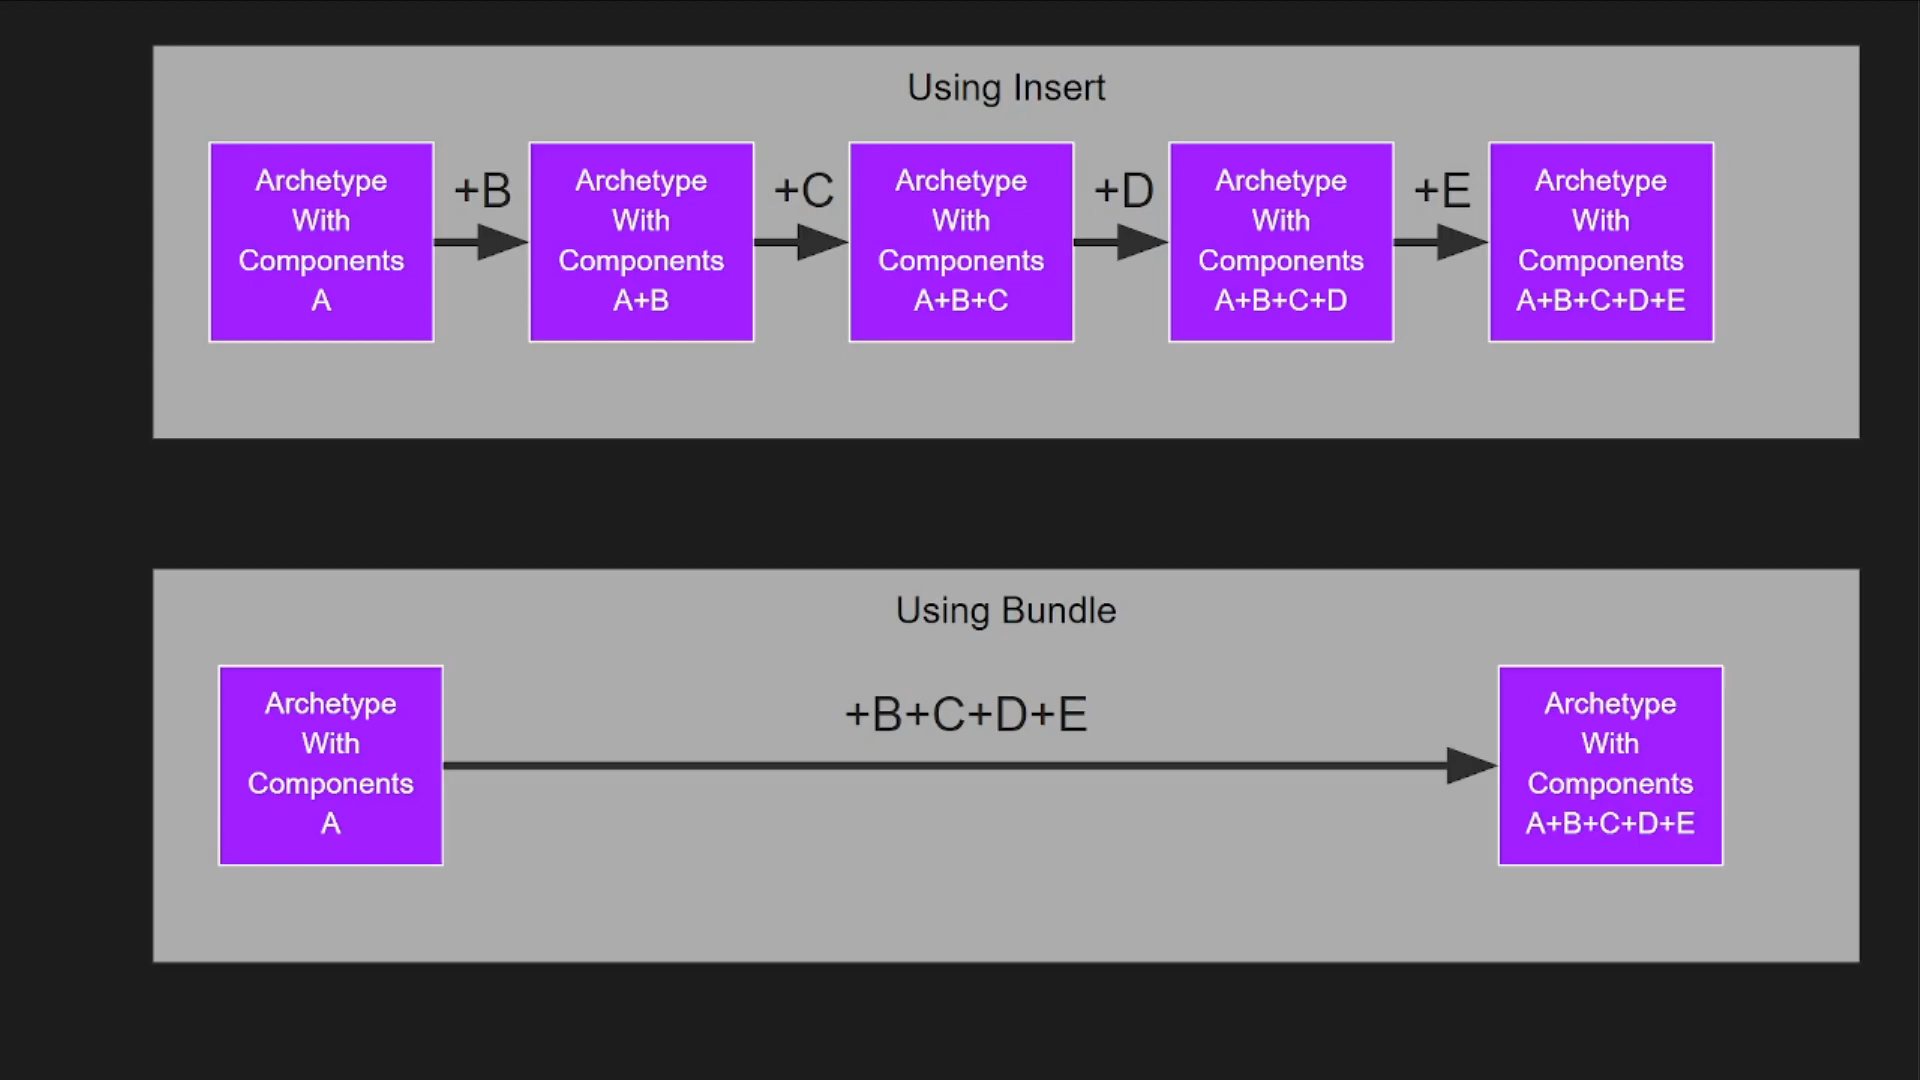 Using Insert
Archetype
With
Components
A
+B
Archetype
With
Components
A+B
+C
Archetype
With
Components
A+B+C
+D
Archetype
With
Components
A+B+C+D
+E
Archetype
With
Components
A+B+C+D+E
Using Bundle
Archetype
With
Components
A
+B+C+D+E
Archetype
With
Components
A+B+C+D+E